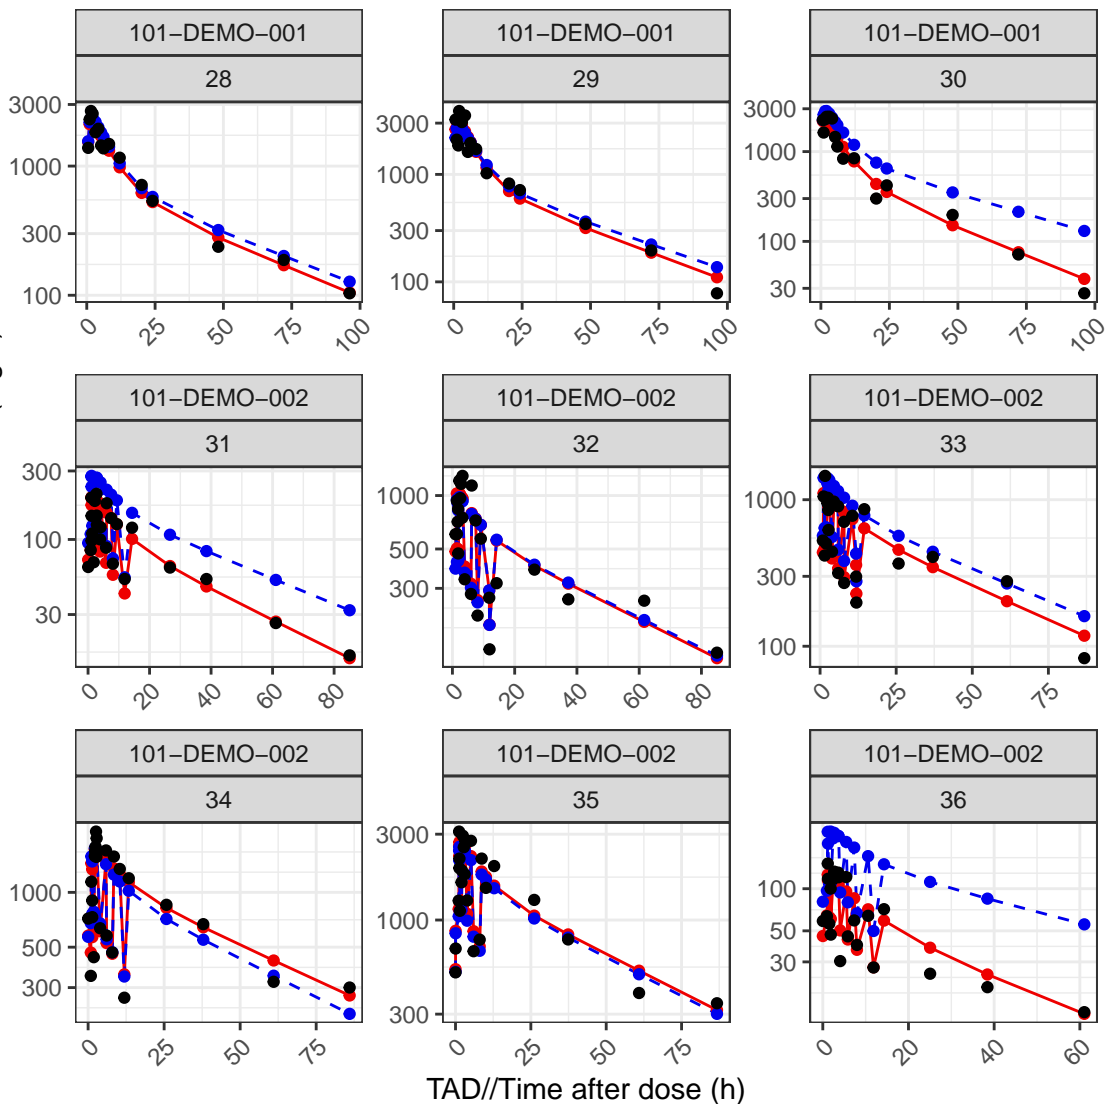 101−DEMO−001 101−DEMO−001 101−DEMO−001
28 29 30
3000 3000 3000
1000 1000 1000
300 300 300
100 100 100
30
0 25 50 75 100 0 25 50 75 100 0 25 50 75 100
101−DEMO−002 101−DEMO−002 101−DEMO−002
31 32 33
300 1000 1000
100 500 300
30 300 100
0 20 40 60 80 0 20 40 60 80 0 25 50 75
101−DEMO−002 101−DEMO−002 101−DEMO−002
34 35 36
1000 3000 100
500 1000 50
300 300 30
0 25 50 75 0 25 50 75 0 20 40 60
TAD//Time after dose (h)